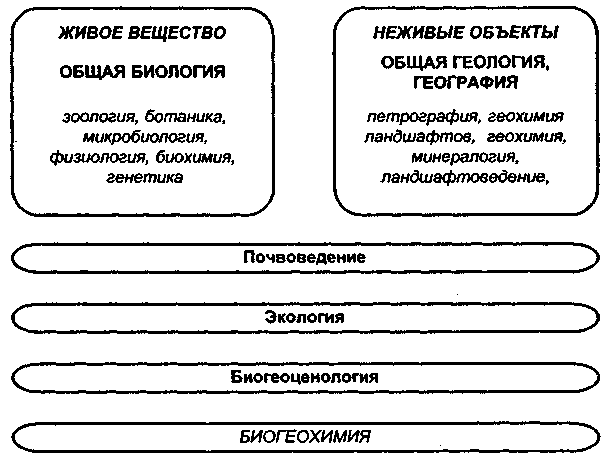 ЖИВОЕ ВЕЩЕСТВО
ОБЩАЯ БИОЛОГИЯ
зоология, ботаника,
микробиология,
физиология, биохимия,
генетика
НЕЖИВЫЕ ОБЪЕКТЫ
ОБЩАЯ ГЕОЛОГИЯ,
ГЕОГРАФИЯ
петрография, геохимия
ландшафтов, геохимия,
минералогия,
ландшафтоведение,
Почвоведение
Экология
Биогеоценология
БИОГЕОХИМИЯ